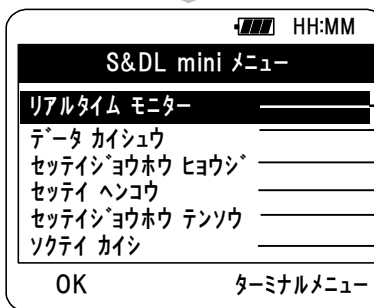 HH:MM
S&DL mini メニュー
リアルタイム モニター
データ カイシュウ
セッテイジョウホウ ヒョウジ
セッテイ ヘンコウ
セッテイジョウホウ テンソウ
ソクテイ カイシ
OK ターミナルメニュー